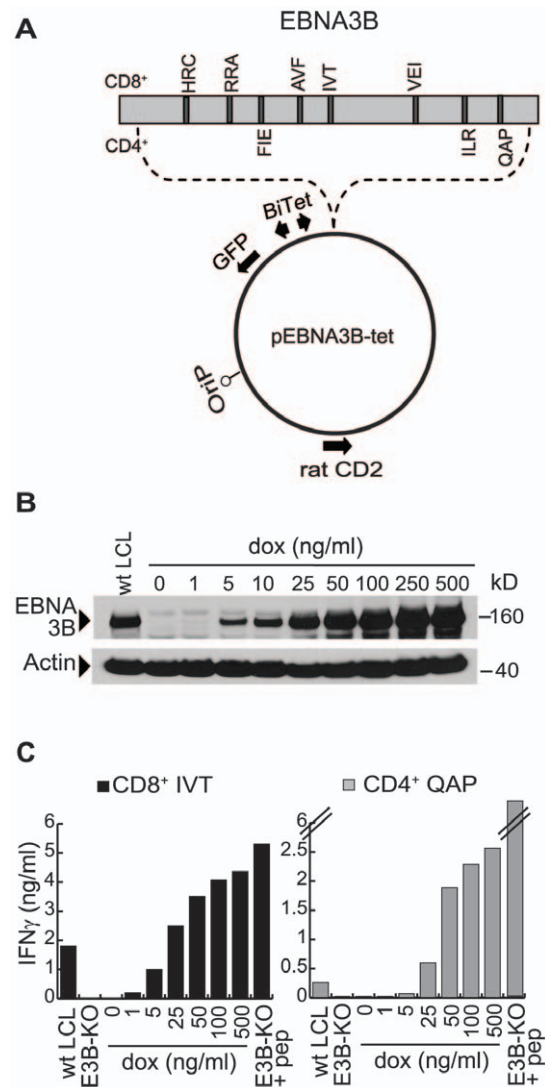 A
EBNA3B
CD8+
HRC
RRA
AVF
IVT
VEI
CD4+
FIE
ILR
QAP
BiTet
GFP
pEBNA3B-tet
OriP
rat CD2
B
wt LCL
dox (ng/ml)
0 1 5 10 25 50 100 250 500 kD
EBNA
3B
-160
Actin
-40
C
CD8+ IVT
CD4+ QAP
IFNγ (ng/ml)
6
5
4
3
2
1
0
wt LCL
E3B-KO
0
1
5
25
50
100
500
E3B-KO
+ pep
dox (ng/ml)
6
2.5
2
1.5
1
0.5
0
wt LCL
E3B-KO
0
1
5
25
50
100
500
E3B-KO
+ pep
dox (ng/ml)